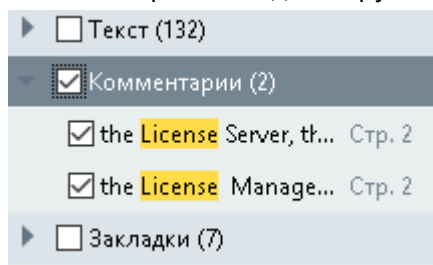 Текст (132)
Комментарии (2)
the License Server, th... Стр. 2
the License Manage... Стр. 2
Закладки (7)